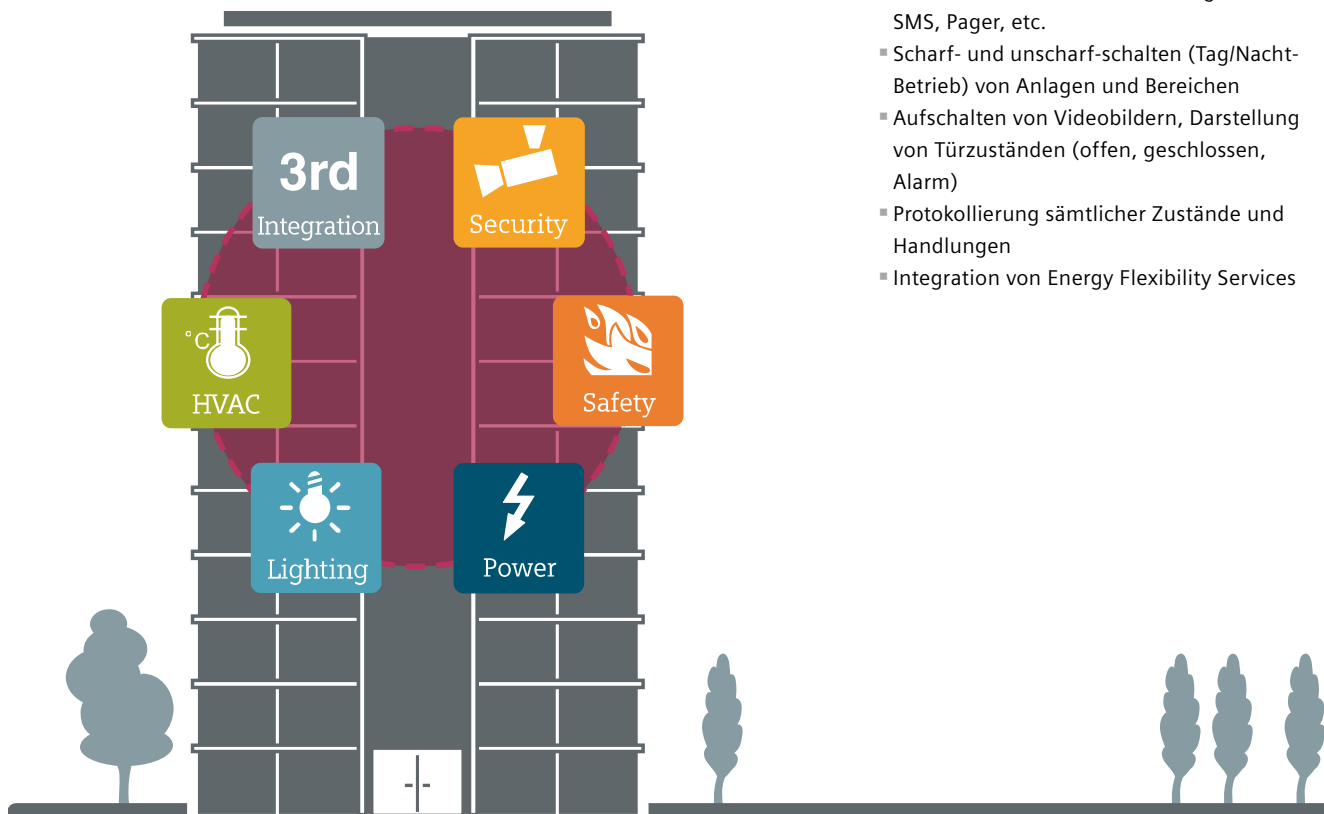 SMS, Pager, etc.
▪ Scharf- und unscharf-schalten (Tag/Nacht-
Betrieb) von Anlagen und Bereichen
▪ Aufschalten von Videobildern, Darstellung
von Türzuständen (offen, geschlossen,
Alarm)
▪ Protokollierung sämtlicher Zustände und
Handlungen
▪ Integration von Energy Flexibility Services
3rd
Integration
Security
°C
HVAC
Safety
Lighting
Power